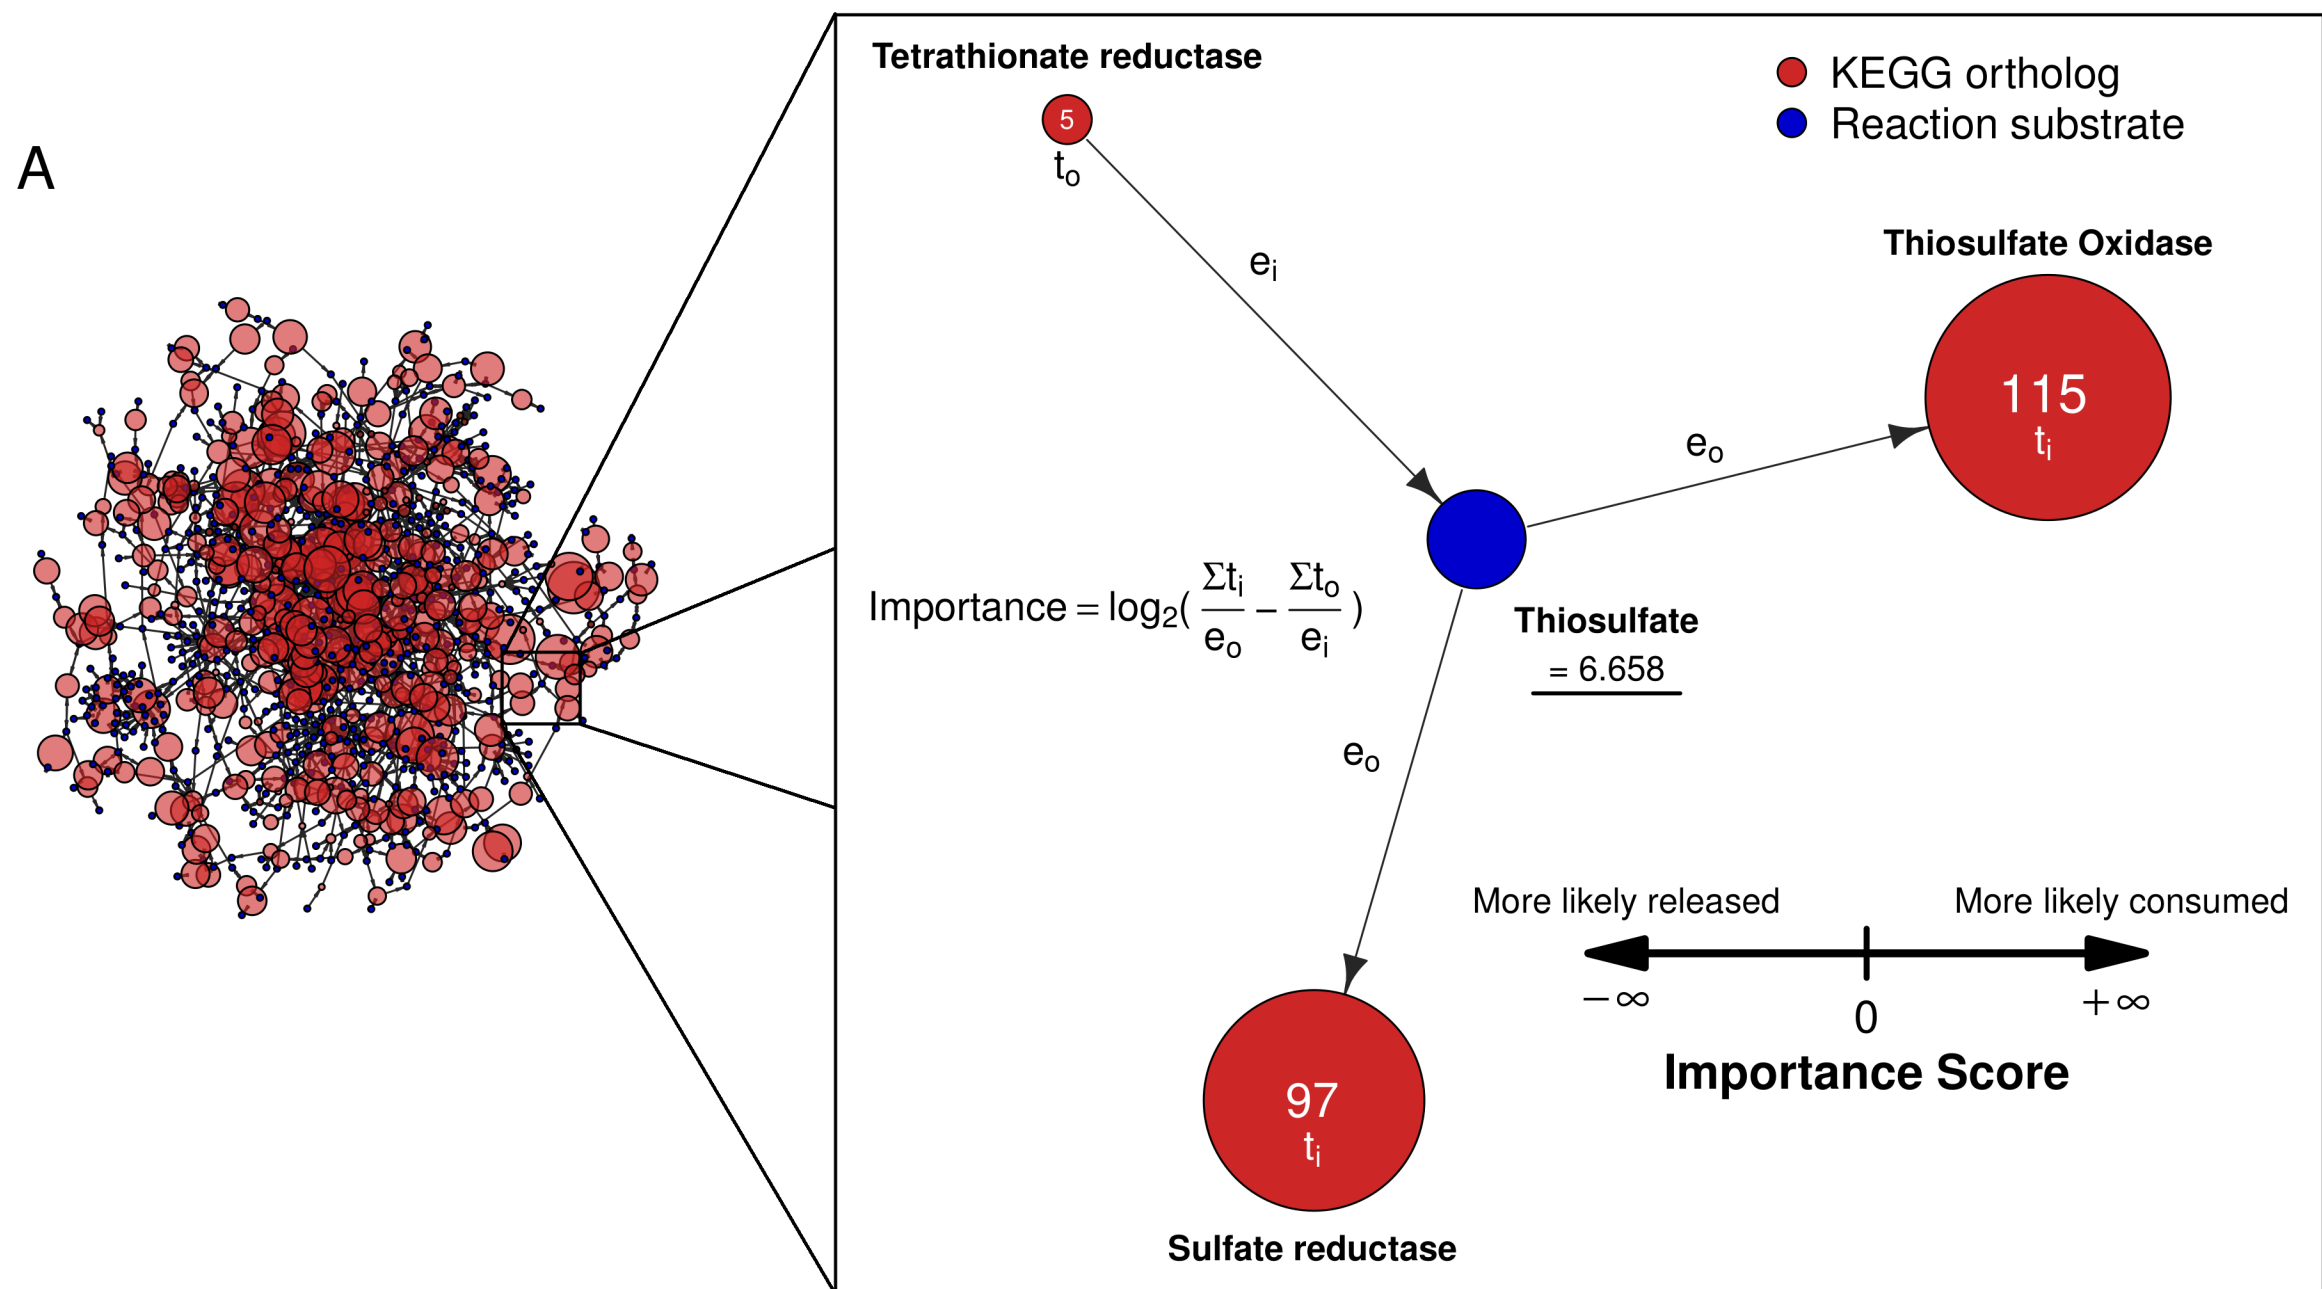 A
Tetrathionate reductase
5
tₒ
KEGG ortholog
Reaction substrate
eᵢ
Thiosulfate Oxidase
115
tᵢ
eₒ
Importance = log₂( Σtᵢ/eₒ − Σtₒ/eᵢ )
Thiosulfate
= 6.658
eₒ
97
tᵢ
Sulfate reductase
More likely released More likely consumed
−∞ 0 +∞
Importance Score